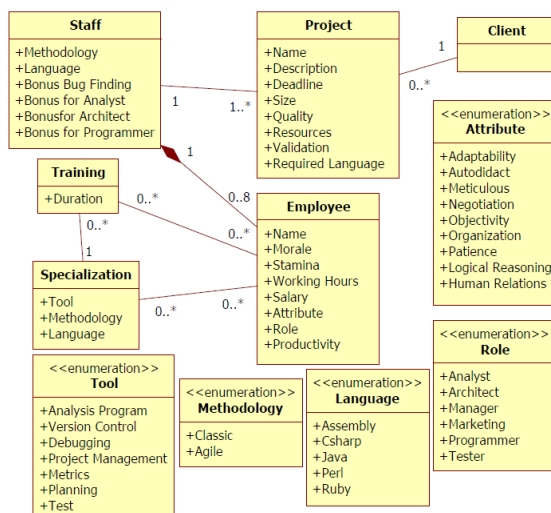 Staff
+Methodology
+Language
+Bonus Bug Finding
+Bonus for Analyst
+Bonusfor Architect
+Bonus for Programmer
Project
+Name
+Description
+Deadline
+Size
+Quality
+Resources
+Validation
+Required Language
Client
1
0..*
1
1..*
1
0..8
Training
+Duration
0..*
0..*
0..*
1
Specialization
+Tool
+Methodology
+Language
0..*
0..*
Employee
+Name
+Morale
+Stamina
+Working Hours
+Salary
+Attribute
+Role
+Productivity
<<enumeration>>
Attribute
+Adaptability
+Autodidact
+Meticulous
+Negotiation
+Objectivity
+Organization
+Patience
+Logical Reasoning
+Human Relations
<<enumeration>>
Tool
+Analysis Program
+Version Control
+Debugging
+Project Management
+Metrics
+Planning
+Test
<<enumeration>>
Methodology
+Classic
+Agile
<<enumeration>>
Language
+Assembly
+Csharp
+Java
+Perl
+Ruby
<<enumeration>>
Role
+Analyst
+Architect
+Manager
+Marketing
+Programmer
+Tester